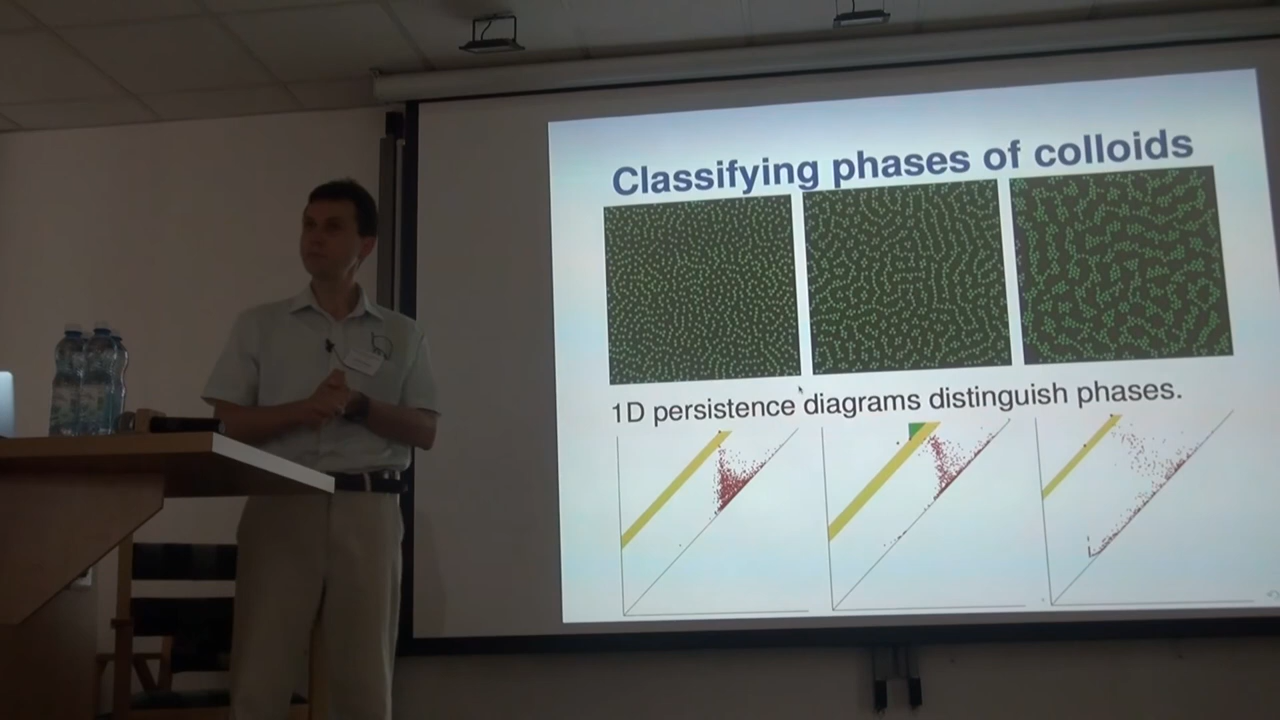 Classifying phases of colloids
1D persistence diagrams distinguish phases.